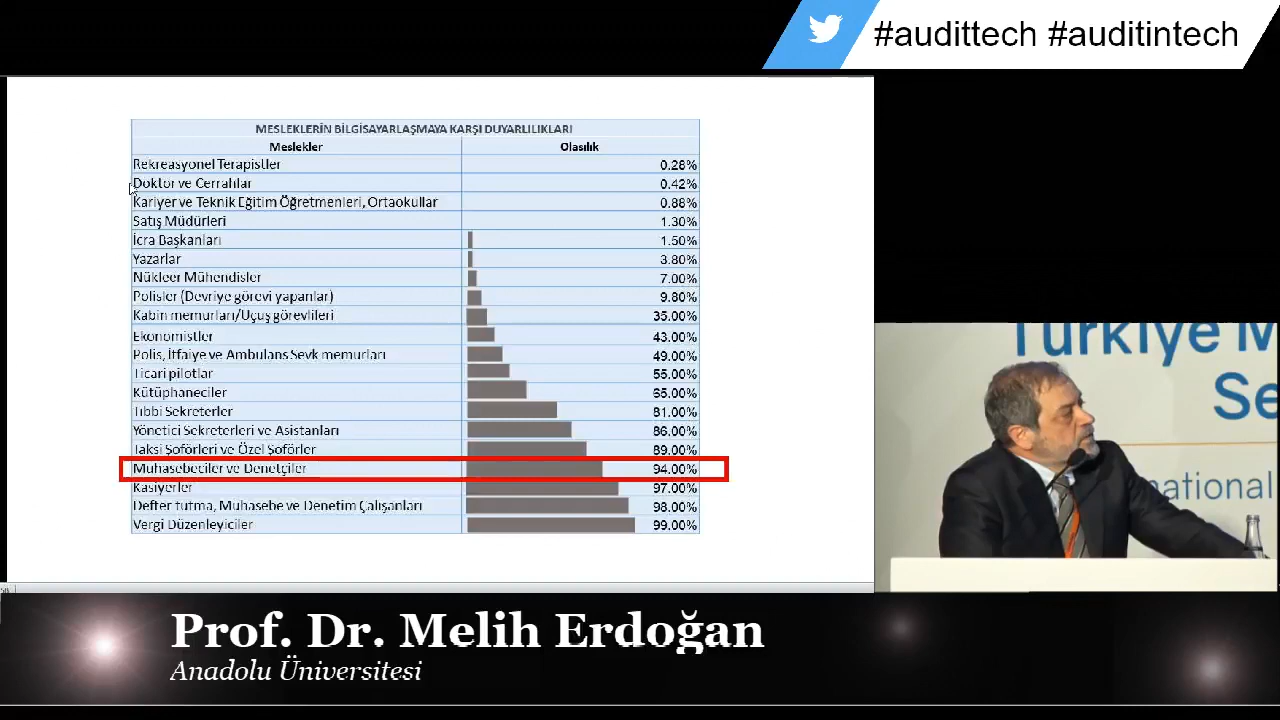 #audittech #auditintech
MESLEKLERİN BİLGİSAYARLAŞMAYA KARŞI DUYARLILIKLARI
Meslekler Olasılık
Rekreasyonel Terapistler 0.28%
Doktor ve Cerrahlar 0.42%
Kariyer ve Teknik Eğitim Öğretmenleri, Ortaokullar 0.88%
Satış Müdürleri 1.30%
İcra Başkanları 1.50%
Yazarlar 3.80%
Nükleer Mühendisler 7.00%
Polisler (Devriye görevi yapanlar) 9.80%
Kabin memurları/Uçuş görevlileri 35.00%
Ekonomistler 43.00%
Polis, İtfaiye ve Ambulans Sevk memurları 49.00%
Ticari pilotlar 55.00%
Kütüphaneciler 65.00%
Tıbbi Sekreterler 81.00%
Yönetici Sekreterleri ve Asistanları 86.00%
Taksi Şoförleri ve Özel Şoförler 89.00%
Muhasebeciler ve Denetçiler 94.00%
Kasiyerler 97.00%
Defter tutma, Muhasebe ve Denetim Çalışanları 98.00%
Vergi Düzenleyiciler 99.00%
Türkiye M
Se
national
Prof. Dr. Melih Erdoğan
Anadolu Üniversitesi